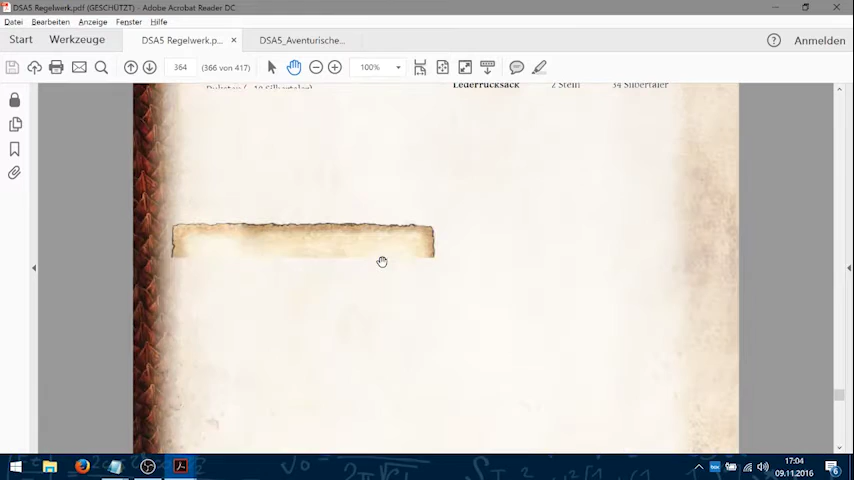 DSA5 Regelwerk.pdf (GESCHÜTZT) - Adobe Acrobat Reader DC
Datei Bearbeiten Anzeige Fenster Hilfe
Start Werkzeuge DSA5 Regelwerk.p... × DSA5_Aventurische... ? Anmelden
364 (366 von 417) 100%
Lederrucksack 2 Stein 34 Silbertaler
17:04
09.11.2016
6